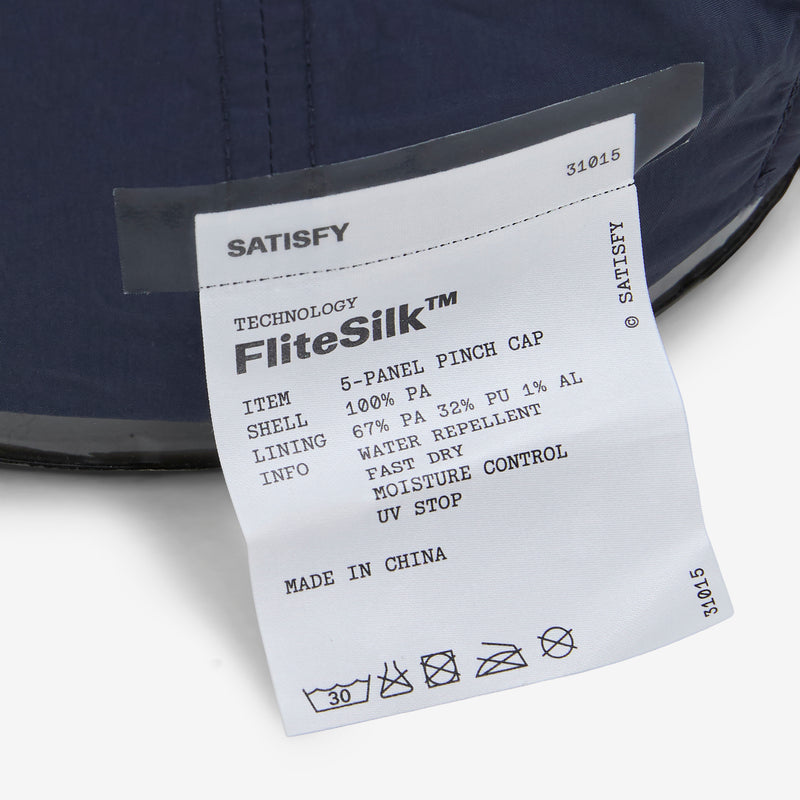 31015
SATISFY
© SATISFY
TECHNOLOGY
FliteSilk™
ITEM 5-PANEL PINCH CAP
SHELL 100% PA
LINING 67% PA 32% PU 1% AL
INFO WATER REPELLENT
FAST DRY
MOISTURE CONTROL
UV STOP
MADE IN CHINA
31015
30